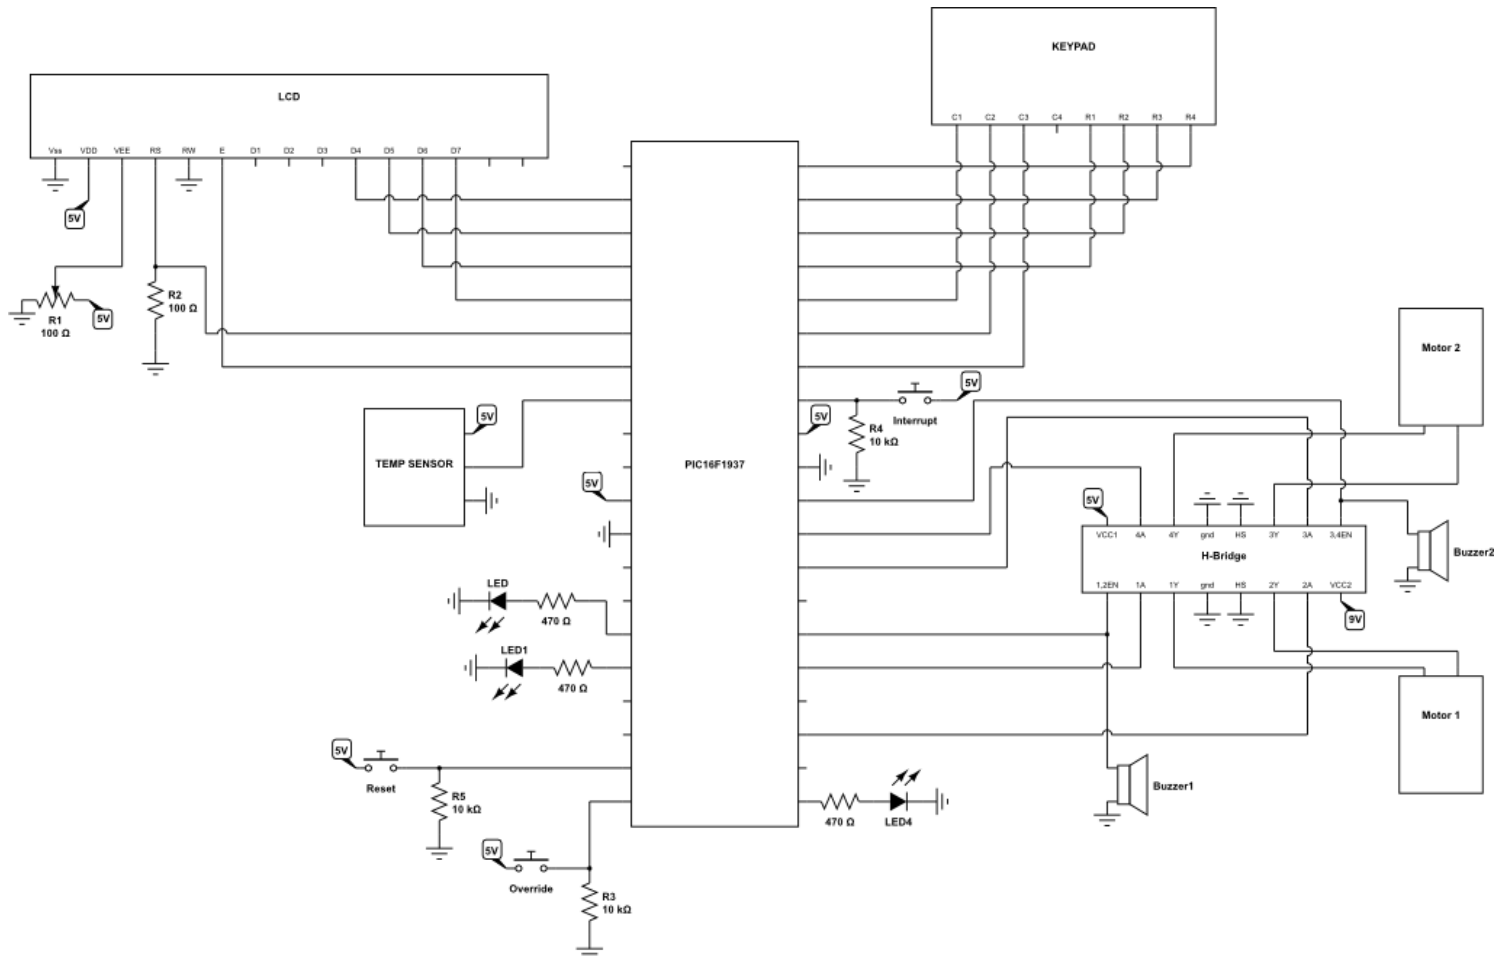 KEYPAD
C1 C2 C3 C4 R1 R2 R3 R4
LCD
Vss VDD VEE RS RW E D1 D2 D3 D4 D5 D6 D7
5V
R1
100 Ω
5V
R2
100 Ω
TEMP SENSOR
5V
PIC16F1937
5V
5V
R4
10 kΩ
Interrupt
5V
Motor 2
5V
VCC1 4A 4Y gnd HS 3Y 3A 3,4EN
H-Bridge
1,2EN 1A 1Y gnd HS 2Y 2A VCC2
9V
Buzzer2
LED
470 Ω
LED1
470 Ω
Motor 1
5V
Reset
R5
10 kΩ
5V
Override
R3
10 kΩ
470 Ω
LED4
Buzzer1